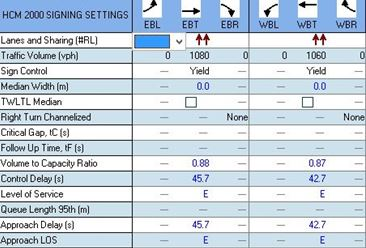 HCM 2000 SIGNING SETTINGS EBL EBT EBR WBL WBT WBR
Lanes and Sharing (#RL)
Traffic Volume (vph) 0 1080 0 0 1060 0
Sign Control — Yield — — Yield —
Median Width (m) — 0.0 — — 0.0 —
TWLTL Median — — — —
Right Turn Channelized — — None — — None
Critical Gap, tC (s) — — — — — —
Follow Up Time, tF (s) — — — — — —
Volume to Capacity Ratio — 0.88 — — 0.87 —
Control Delay (s) — 45.7 — — 42.7 —
Level of Service — E — — E —
Queue Length 95th (m) — — — — — —
Approach Delay (s) — 45.7 — — 42.7 —
Approach LOS — E — — E —